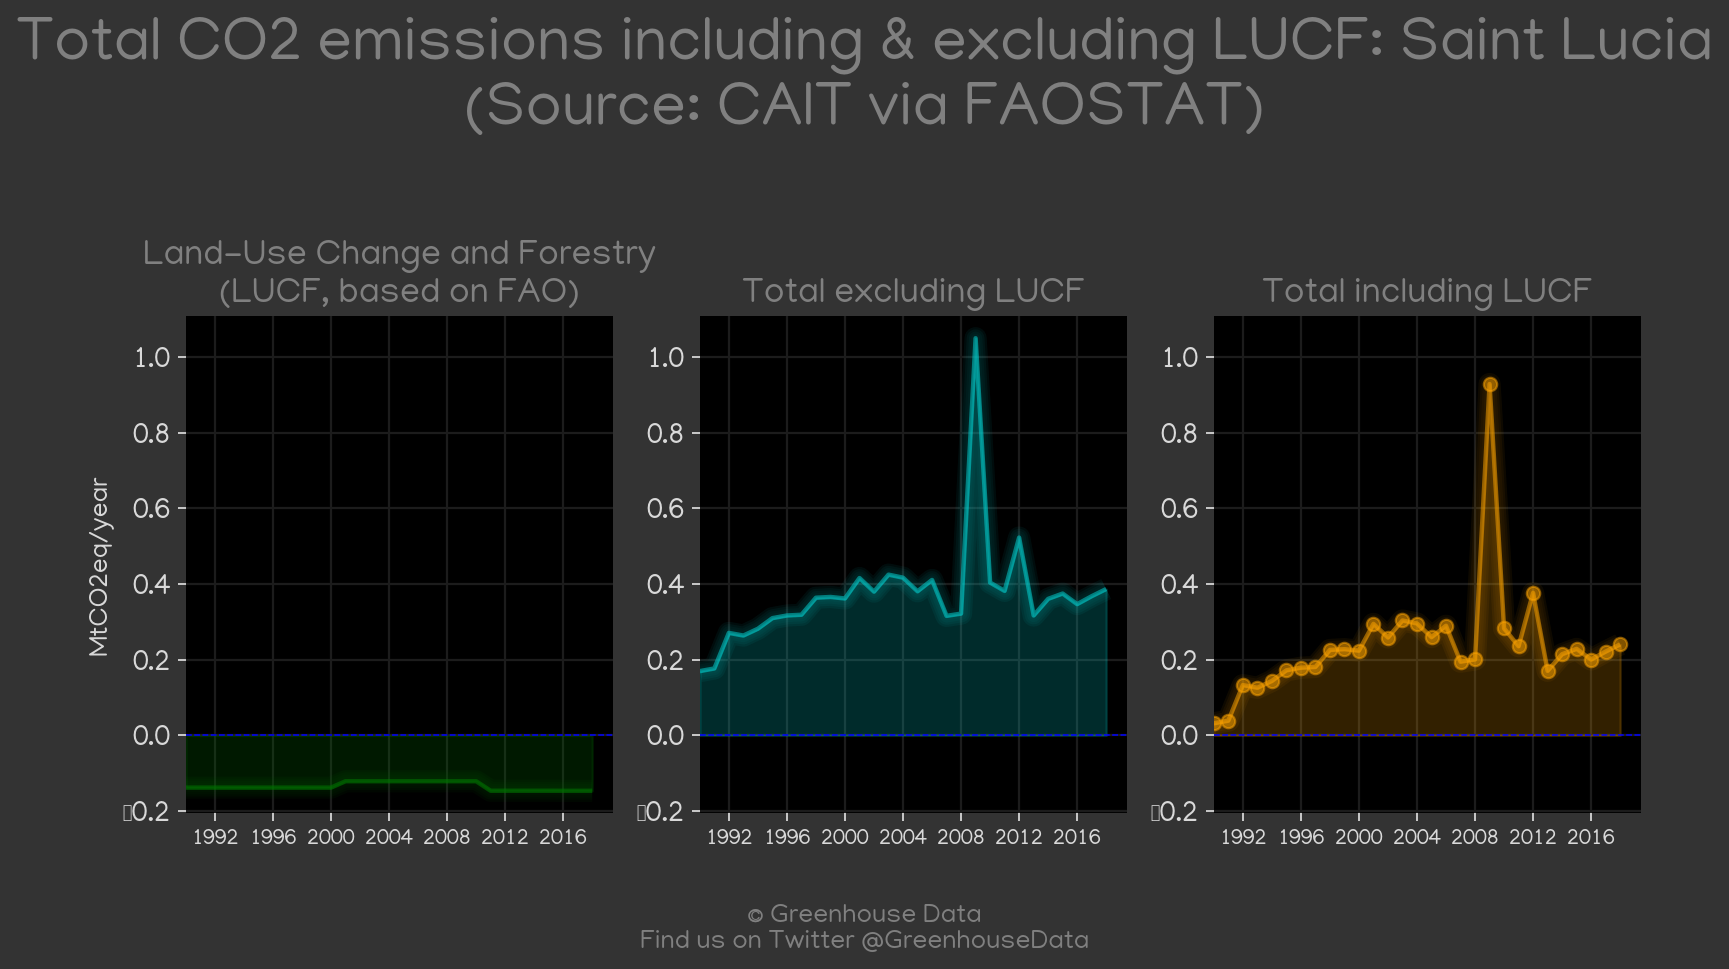 Total CO2 emissions including & excluding LUCF: Saint Lucia
(Source: CAIT via FAOSTAT)
Land-Use Change and Forestry
(LUCF, based on FAO)
Total excluding LUCF
Total including LUCF
MtCO2eq/year
1.0
0.8
0.6
0.4
0.2
0.0
▯0.2
1992 1996 2000 2004 2008 2012 2016
1.0
0.8
0.6
0.4
0.2
0.0
▯0.2
1992 1996 2000 2004 2008 2012 2016
1.0
0.8
0.6
0.4
0.2
0.0
▯0.2
1992 1996 2000 2004 2008 2012 2016
© Greenhouse Data
Find us on Twitter @GreenhouseData